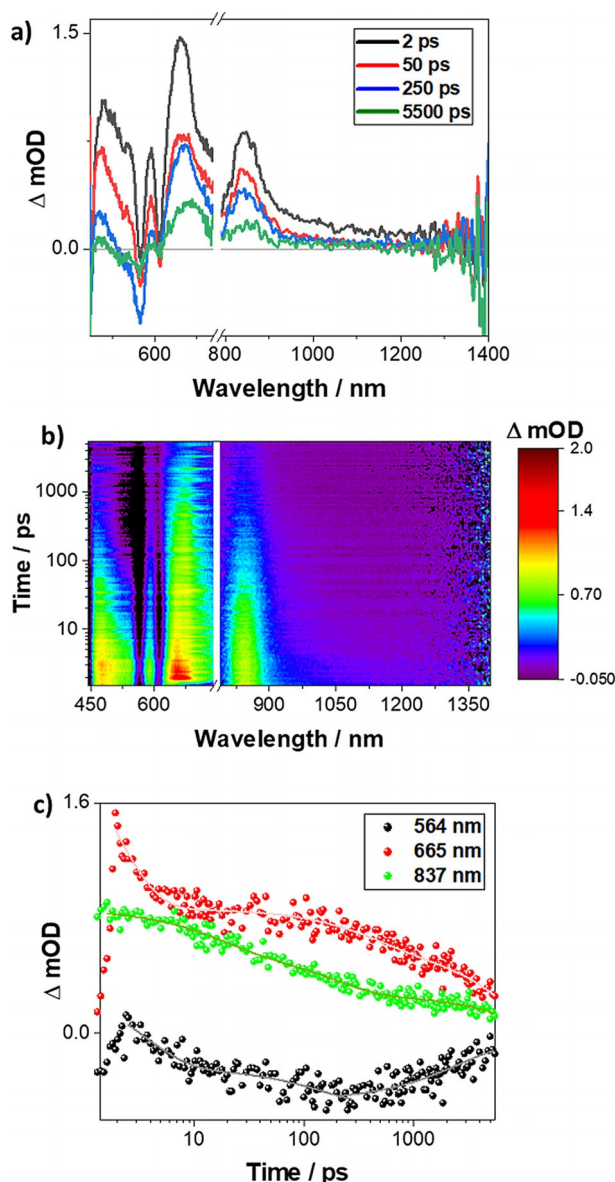 a)
1.5
2 ps
50 ps
250 ps
5500 ps
Δ mOD
0.0
600 800 1000 1200 1400
Wavelength / nm
b)
Δ mOD
2.0
1000
Time / ps
100
0.70
10
-0.050
450 600 900 1050 1200 1350
Wavelength / nm
c)
1.6
564 nm
665 nm
837 nm
Δ mOD
0.0
10 100 1000
Time / ps